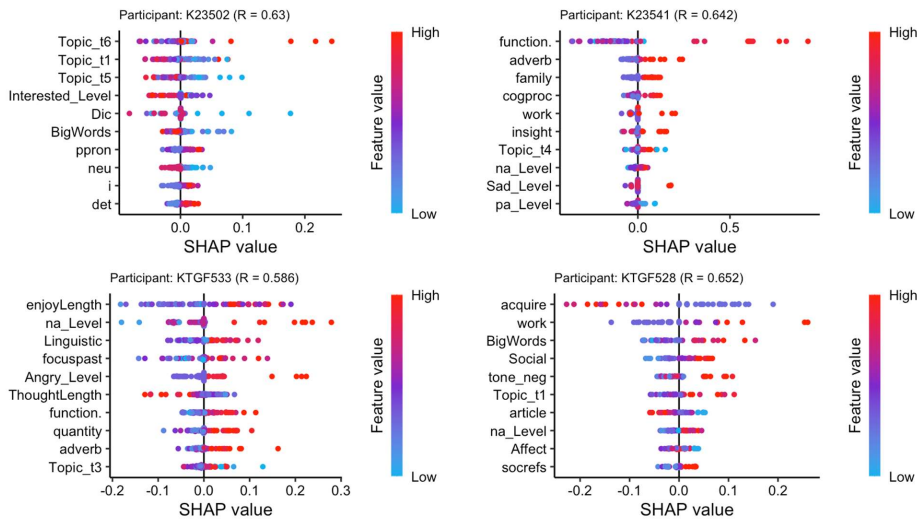 Participant: K23502 (R = 0.63)
High
Topic_t6
Topic_t1
Topic_t5
Interested_Level
Dic
BigWords
ppron
neu
i
det
Feature value
Low
0.0 0.1 0.2
SHAP value
Participant: K23541 (R = 0.642)
High
function.
adverb
family
cogproc
work
insight
Topic_t4
na_Level
Sad_Level
pa_Level
Feature value
Low
0.0 0.5
SHAP value
Participant: KTGF533 (R = 0.586)
High
enjoyLength
na_Level
Linguistic
focuspast
Angry_Level
ThoughtLength
function.
quantity
adverb
Topic_t3
Feature value
Low
-0.2 -0.1 0.0 0.1 0.2 0.3
SHAP value
Participant: KTGF528 (R = 0.652)
High
acquire
work
BigWords
Social
tone_neg
Topic_t1
article
na_Level
Affect
socrefs
Feature value
Low
-0.2 -0.1 0.0 0.1 0.2
SHAP value